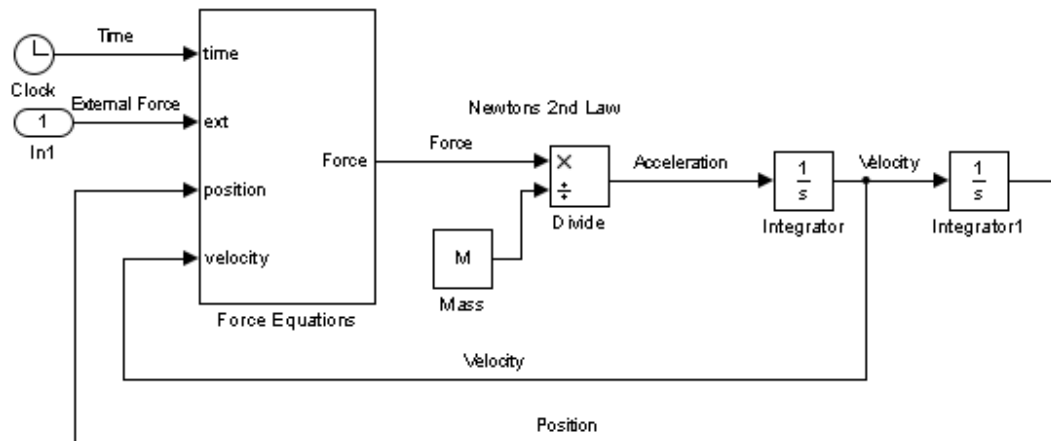 Time
time
Clock
External Force
1
ext
In1
Newtons 2nd Law
Force
Force
×
÷
Acceleration
1
s
Velocity
1
s
position
Divide
Integrator
Integrator1
velocity
M
Mass
Force Equations
Velocity
Position